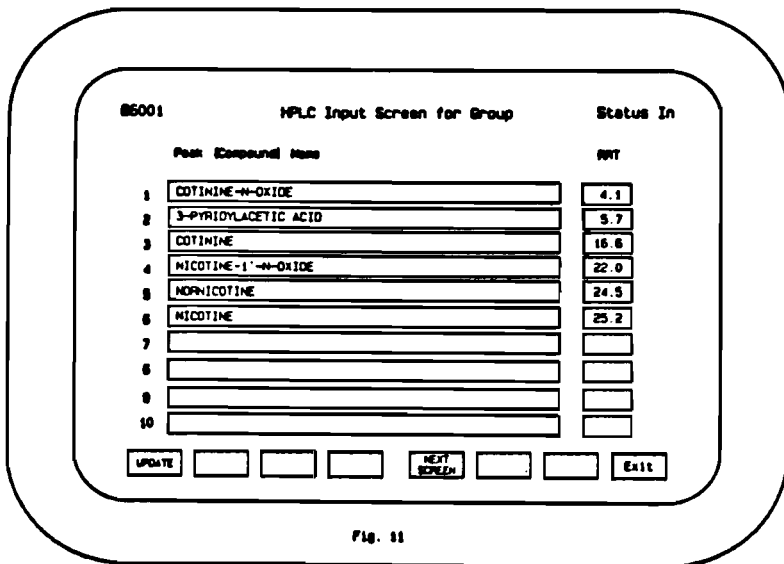 86001 HPLC Input Screen for Group Status In
Peak (Compound) Name RRT
1 COTININE-N-OXIDE 4.1
2 3-PYRIDYLACETIC ACID 5.7
3 COTININE 16.6
4 NICOTINE-1'-N-OXIDE 22.0
5 NORNICOTINE 24.5
6 NICOTINE 25.2
7
8
9
10
UPDATE NEXT SCREEN Exit
Fig. 11